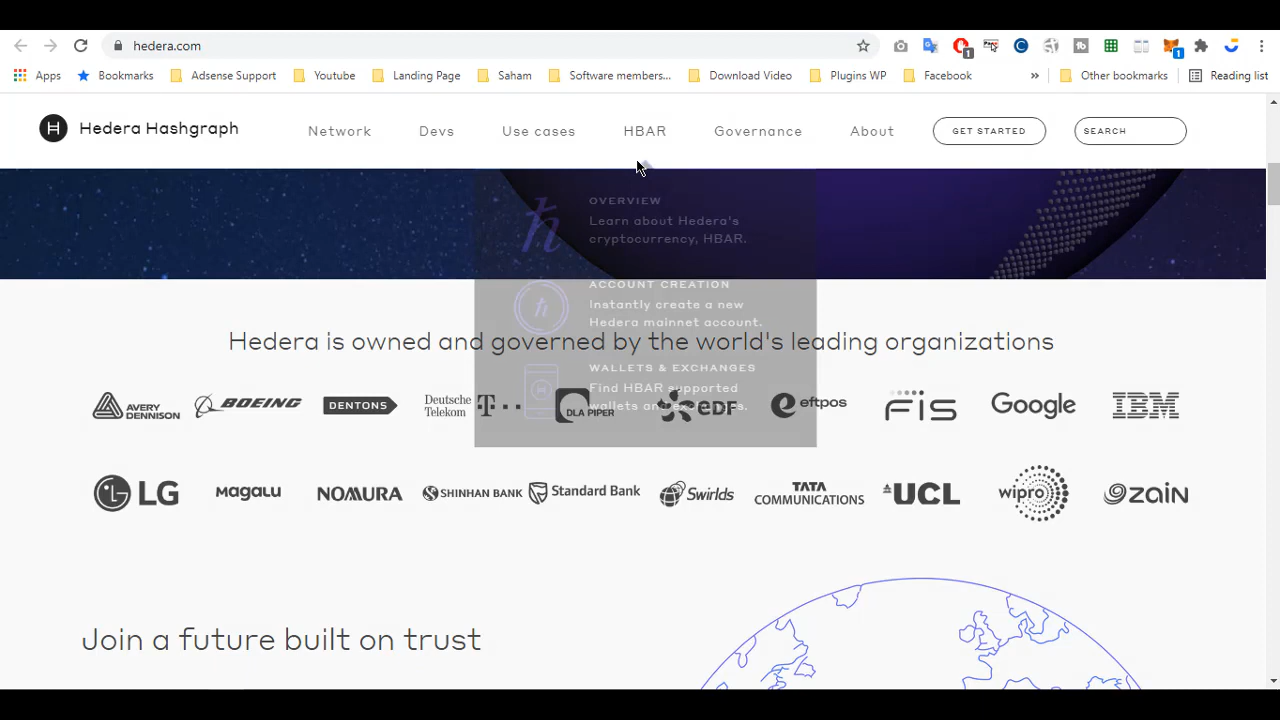 hedera.com
1
1
Apps
Bookmarks
Adsense Support
Youtube
Landing Page
Saham
Software members...
Download Video
Plugins WP
Facebook
»
Other bookmarks
Reading list
Hedera Hashgraph
Network
Devs
Use cases
HBAR
Governance
About
GET STARTED
SEARCH
OVERVIEW
Learn about Hedera's
cryptocurrency, HBAR.
ACCOUNT CREATION
Instantly create a new
Hedera mainnet account.
WALLETS & EXCHANGES
Find HBAR supported
wallets and exchanges.
Hedera is owned and governed by the world's leading organizations
AVERY
DENNISON
BOEING
DENTONS
Deutsche
Telekom
T
DLA PIPER
EDF
eftpos
FIS
Google
IBM
LG
MAGALU
NOMURA
SHINHAN BANK
Standard Bank
Swirlds
TATA
COMMUNICATIONS
UCL
wipro
zain
Join a future built on trust